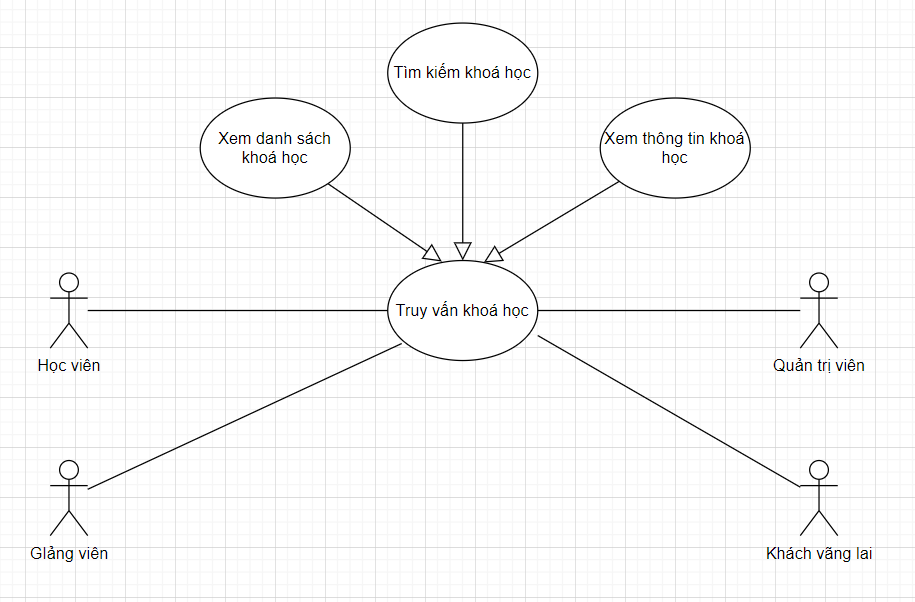 Tìm kiếm khoá học
Xem danh sách
khoá học
Xem thông tin khoá
học
Truy vấn khoá học
Học viên
Quản trị viên
Glảng viên
Khách vãng lai